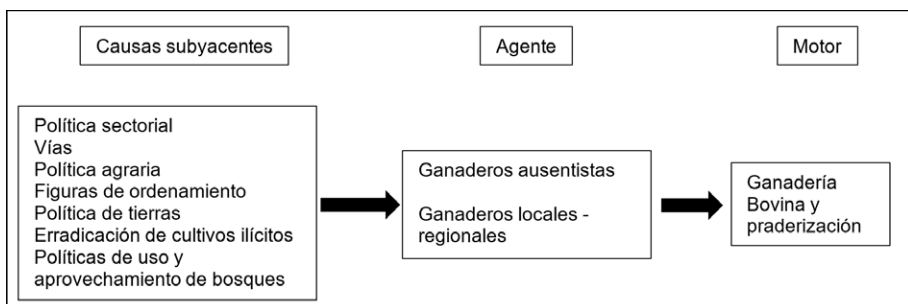 Causas subyacentes
Agente
Motor
Política sectorial
Vías
Política agraria
Figuras de ordenamiento
Política de tierras
Erradicación de cultivos ilícitos
Políticas de uso y
aprovechamiento de bosques
Ganaderos ausentistas
Ganaderos locales -
regionales
Ganadería
Bovina y
praderización